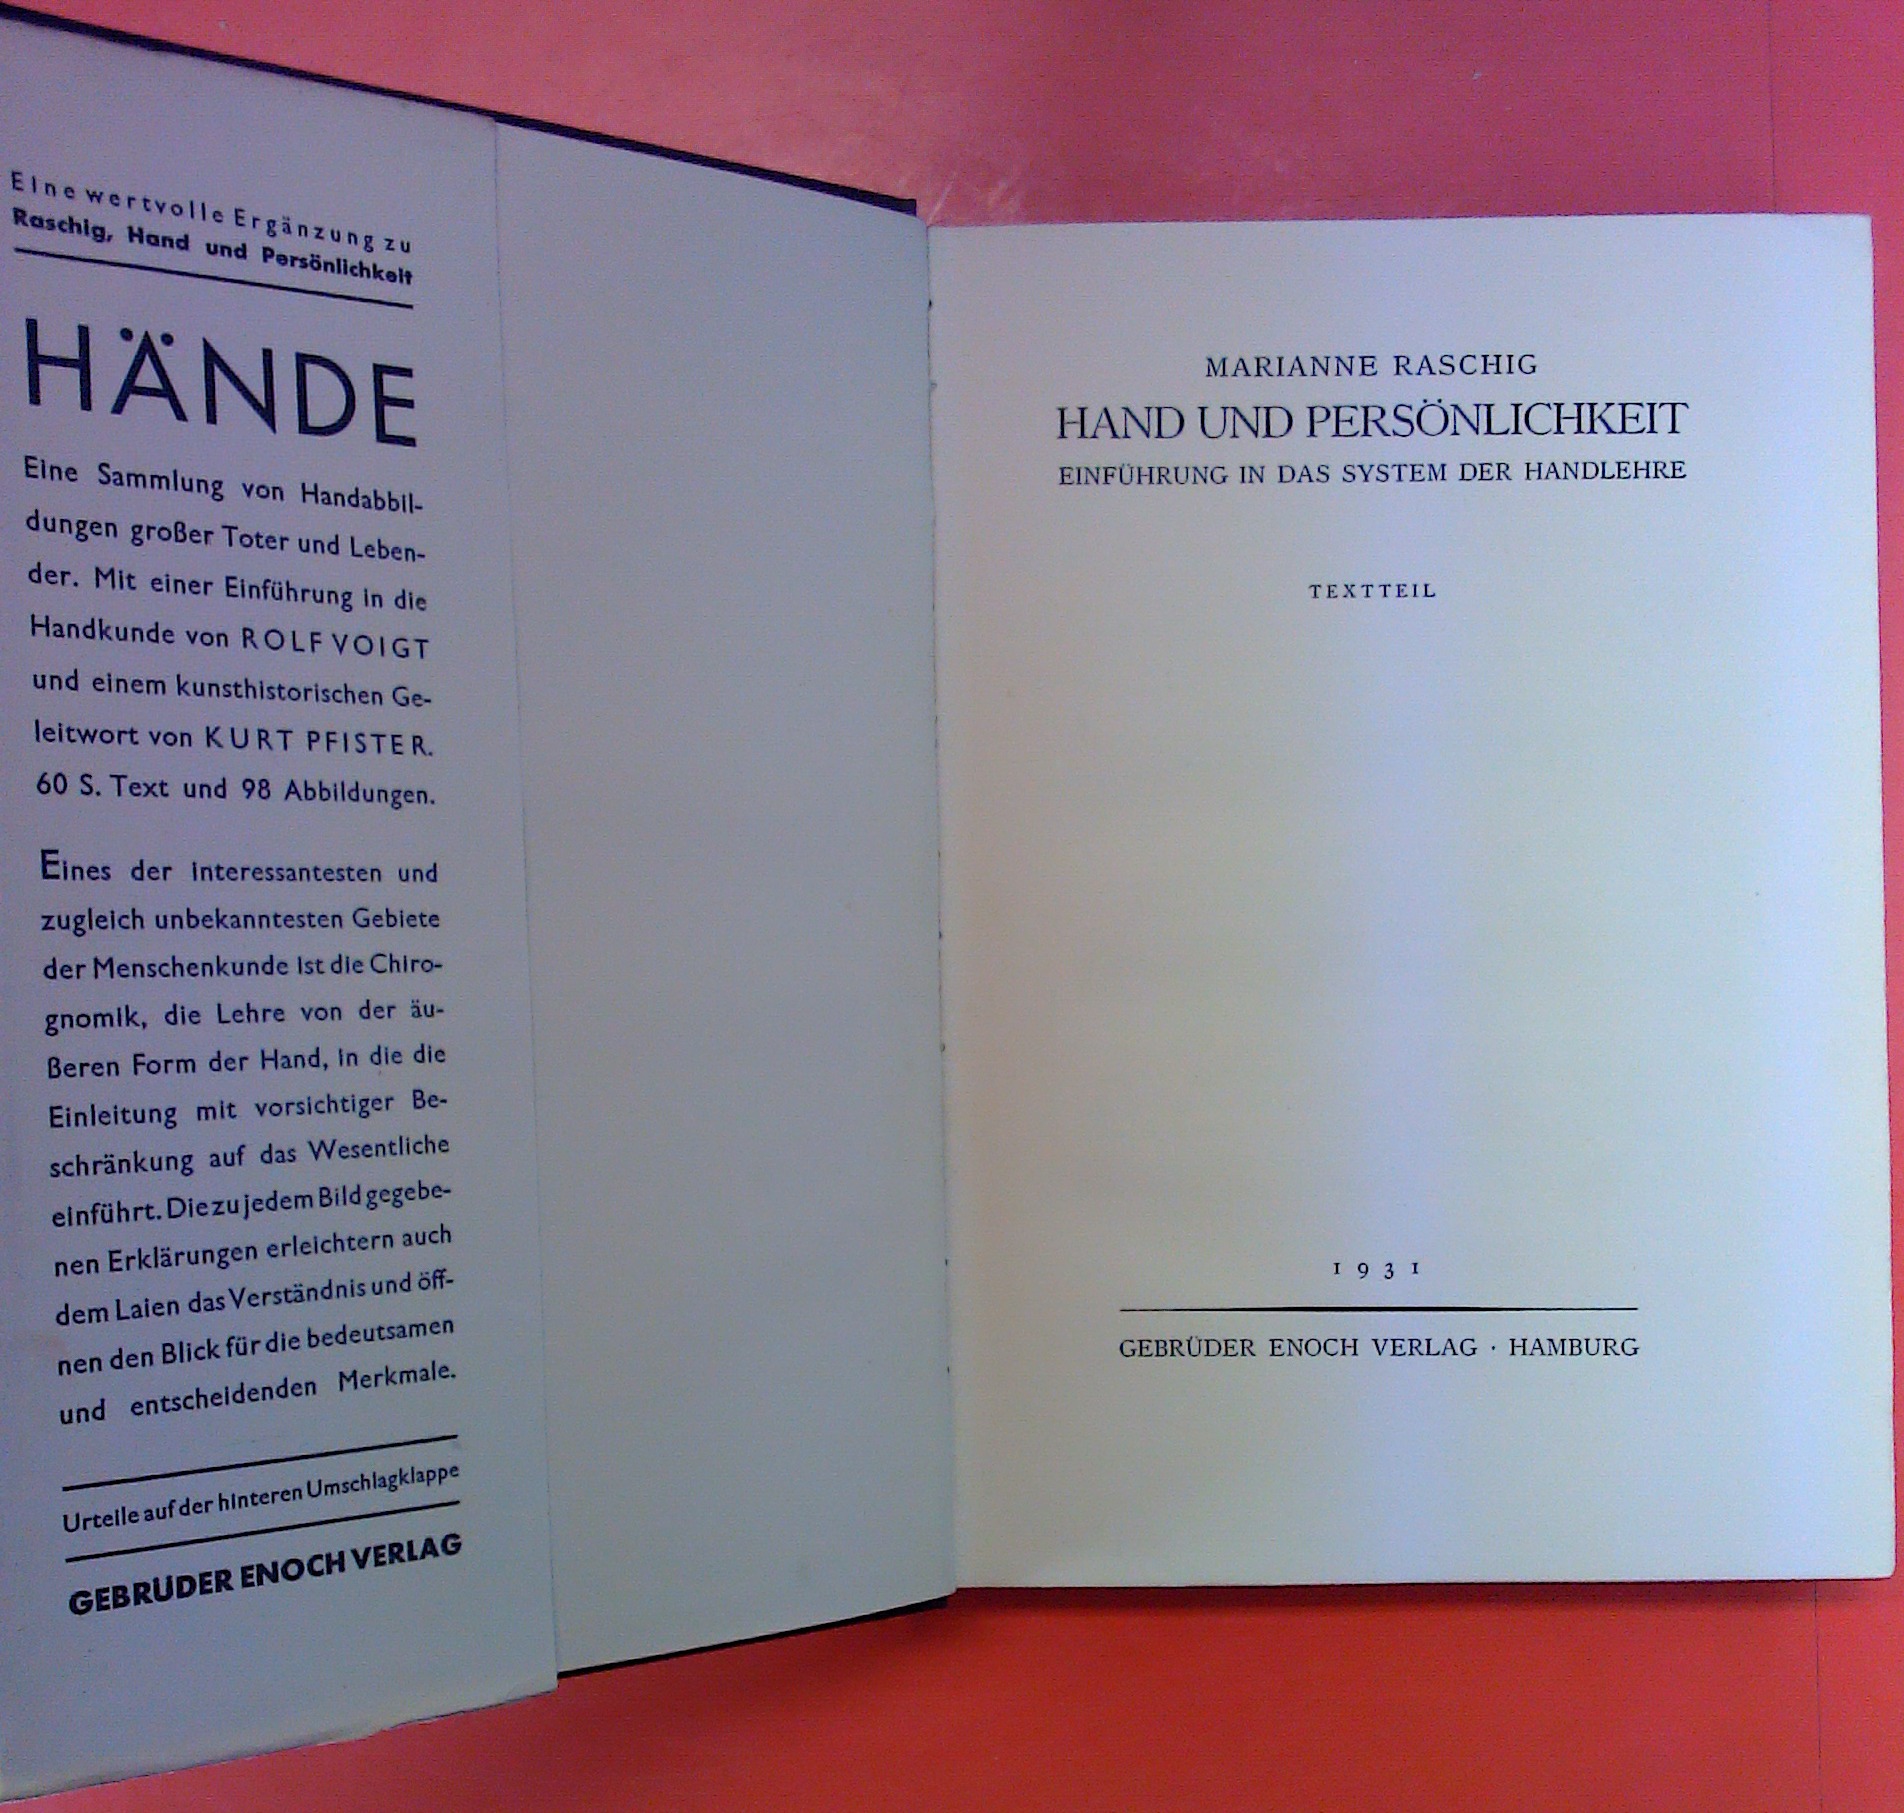 Eine wertvolle Ergänzung zu
Raschig, Hand und Persönlichkeit
HÄNDE
Eine Sammlung von Handabbil-
dungen großer Toter und Leben-
der. Mit einer Einführung in die
Handkunde von ROLF VOIGT
und einem kunsthistorischen Ge-
leitwort von KURT PFISTER.
60 S. Text und 98 Abbildungen.
Eines der interessantesten und
zugleich unbekanntesten Gebiete
der Menschenkunde ist die Chiro-
gnomik, die Lehre von der äu-
ßeren Form der Hand, in die die
Einleitung mit vorsichtiger Be-
schränkung auf das Wesentliche
einführt. Die zu jedem Bild gegebe-
nen Erklärungen erleichtern auch
dem Laien das Verständnis und öff-
nen den Blick für die bedeutsamen
und entscheidenden Merkmale.
Urteile auf der hinteren Umschlagklappe
GEBRÜDER ENOCH VERLAG
MARIANNE RASCHIG
HAND UND PERSÖNLICHKEIT
EINFÜHRUNG IN DAS SYSTEM DER HANDLEHRE
TEXTTEIL
1931
GEBRÜDER ENOCH VERLAG · HAMBURG